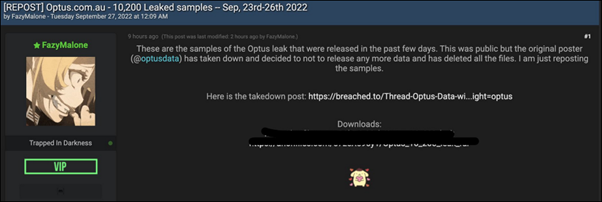 [REPOST] Optus.com.au - 10,200 Leaked samples -- Sep, 23rd-26th 2022
by FazyMalone - Tuesday September 27, 2022 at 12:09 AM
FazyMalone
Trapped In Darkness
VIP
9 hours ago (This post was last modified: 2 hours ago by FazyMalone.)
#1
These are the samples of the Optus leak that were released in the past few days. This was public but the original poster
(@optusdata) has taken down and decided to not to release any more data and has deleted all the files. I am just reposting
the samples.
Here is the takedown post: https://breached.to/Thread-Optus-Data-wi...ight=optus
Downloads: